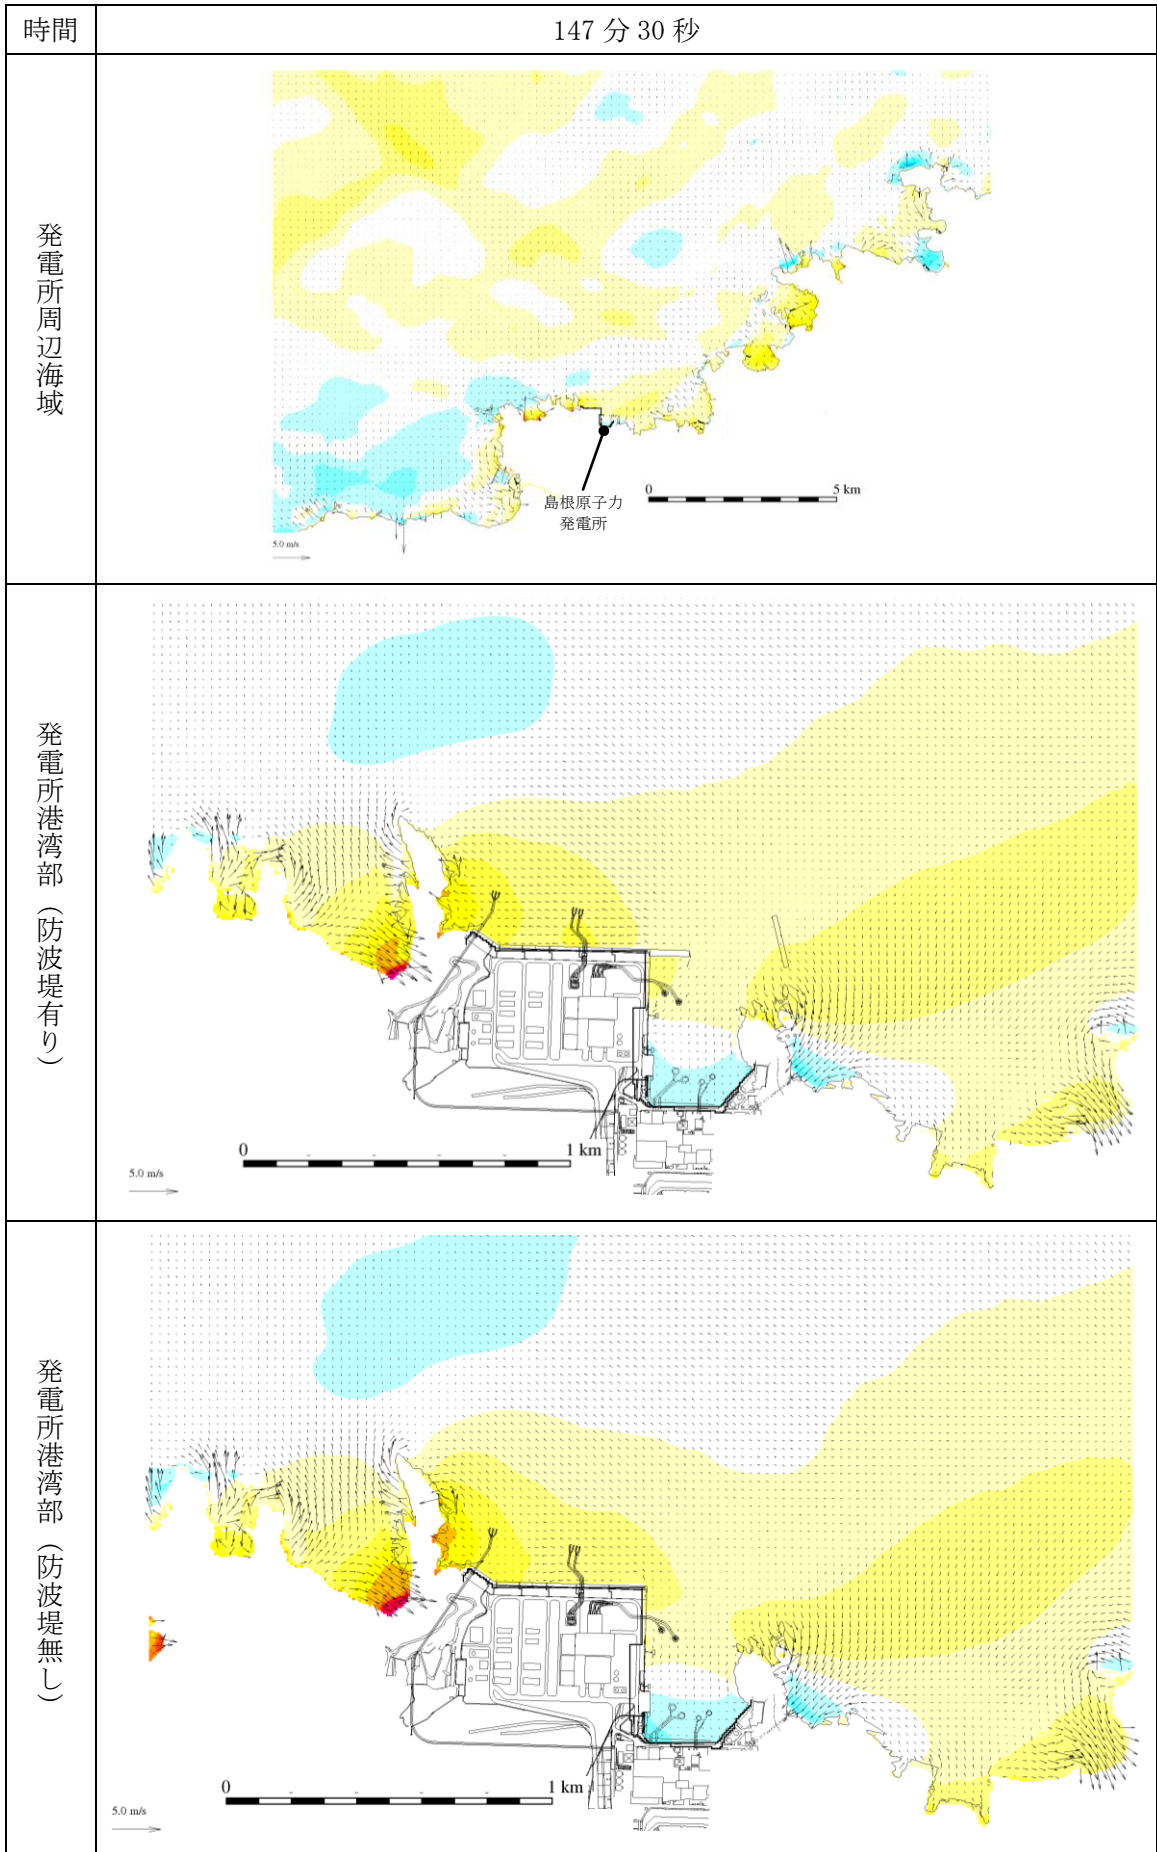 時間
147 分 30 秒
発電所周辺海域
島根原子力
発電所
0
5 km
5.0 m/s
発電所港湾部（防波堤有り）
0
1 km
5.0 m/s
発電所港湾部（防波堤無し）
0
1 km
5.0 m/s